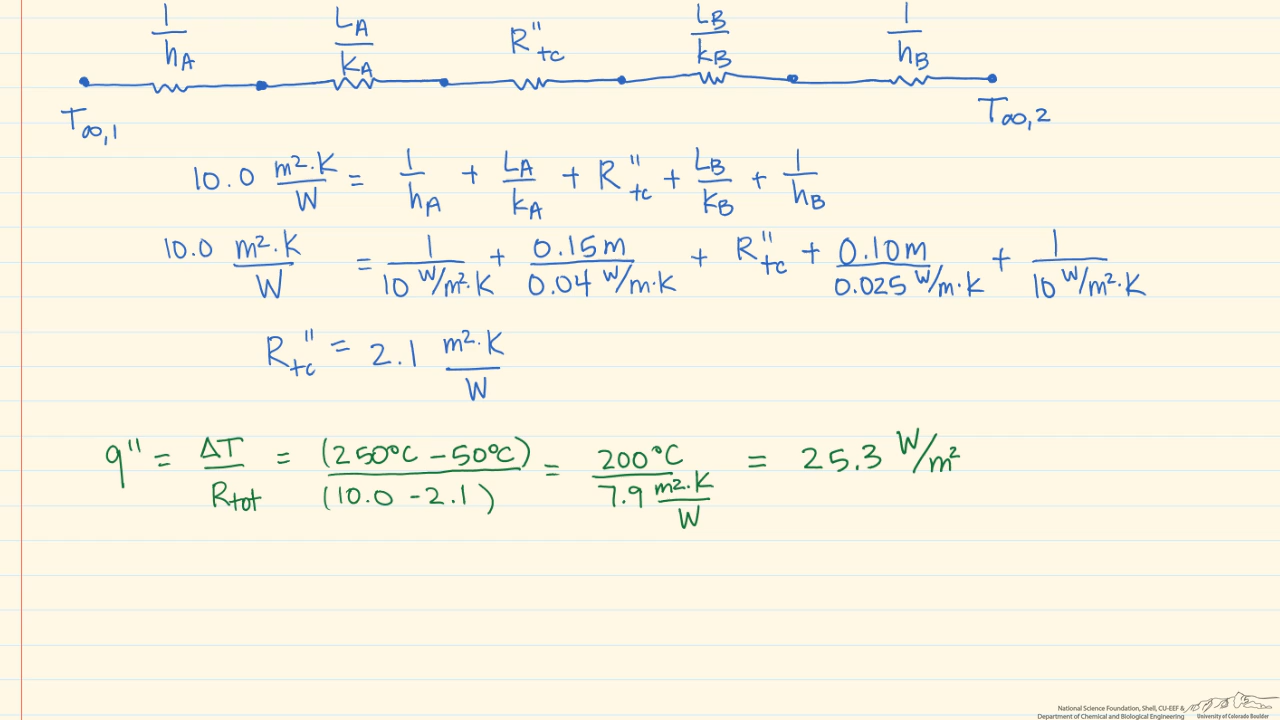 1/h_A L_A/k_A R''_tc L_B/k_B 1/h_B
T_∞,1 T_∞,2
10.0 m²·K/W = 1/h_A + L_A/k_A + R''_tc + L_B/k_B + 1/h_B
10.0 m²·K/W = 1/(10 W/m²·K) + 0.15m/(0.04 W/m·K) + R''_tc + 0.10m/(0.025 W/m·K) + 1/(10 W/m²·K)
R_tc'' = 2.1 m²·K/W
q'' = ΔT/R_tot = (250°C - 50°C)/(10.0 - 2.1) = 200°C/(7.9 m²·K/W) = 25.3 W/m²
National Science Foundation, Shell, CU-EEF &
Department of Chemical and Biological Engineering University of Colorado Boulder